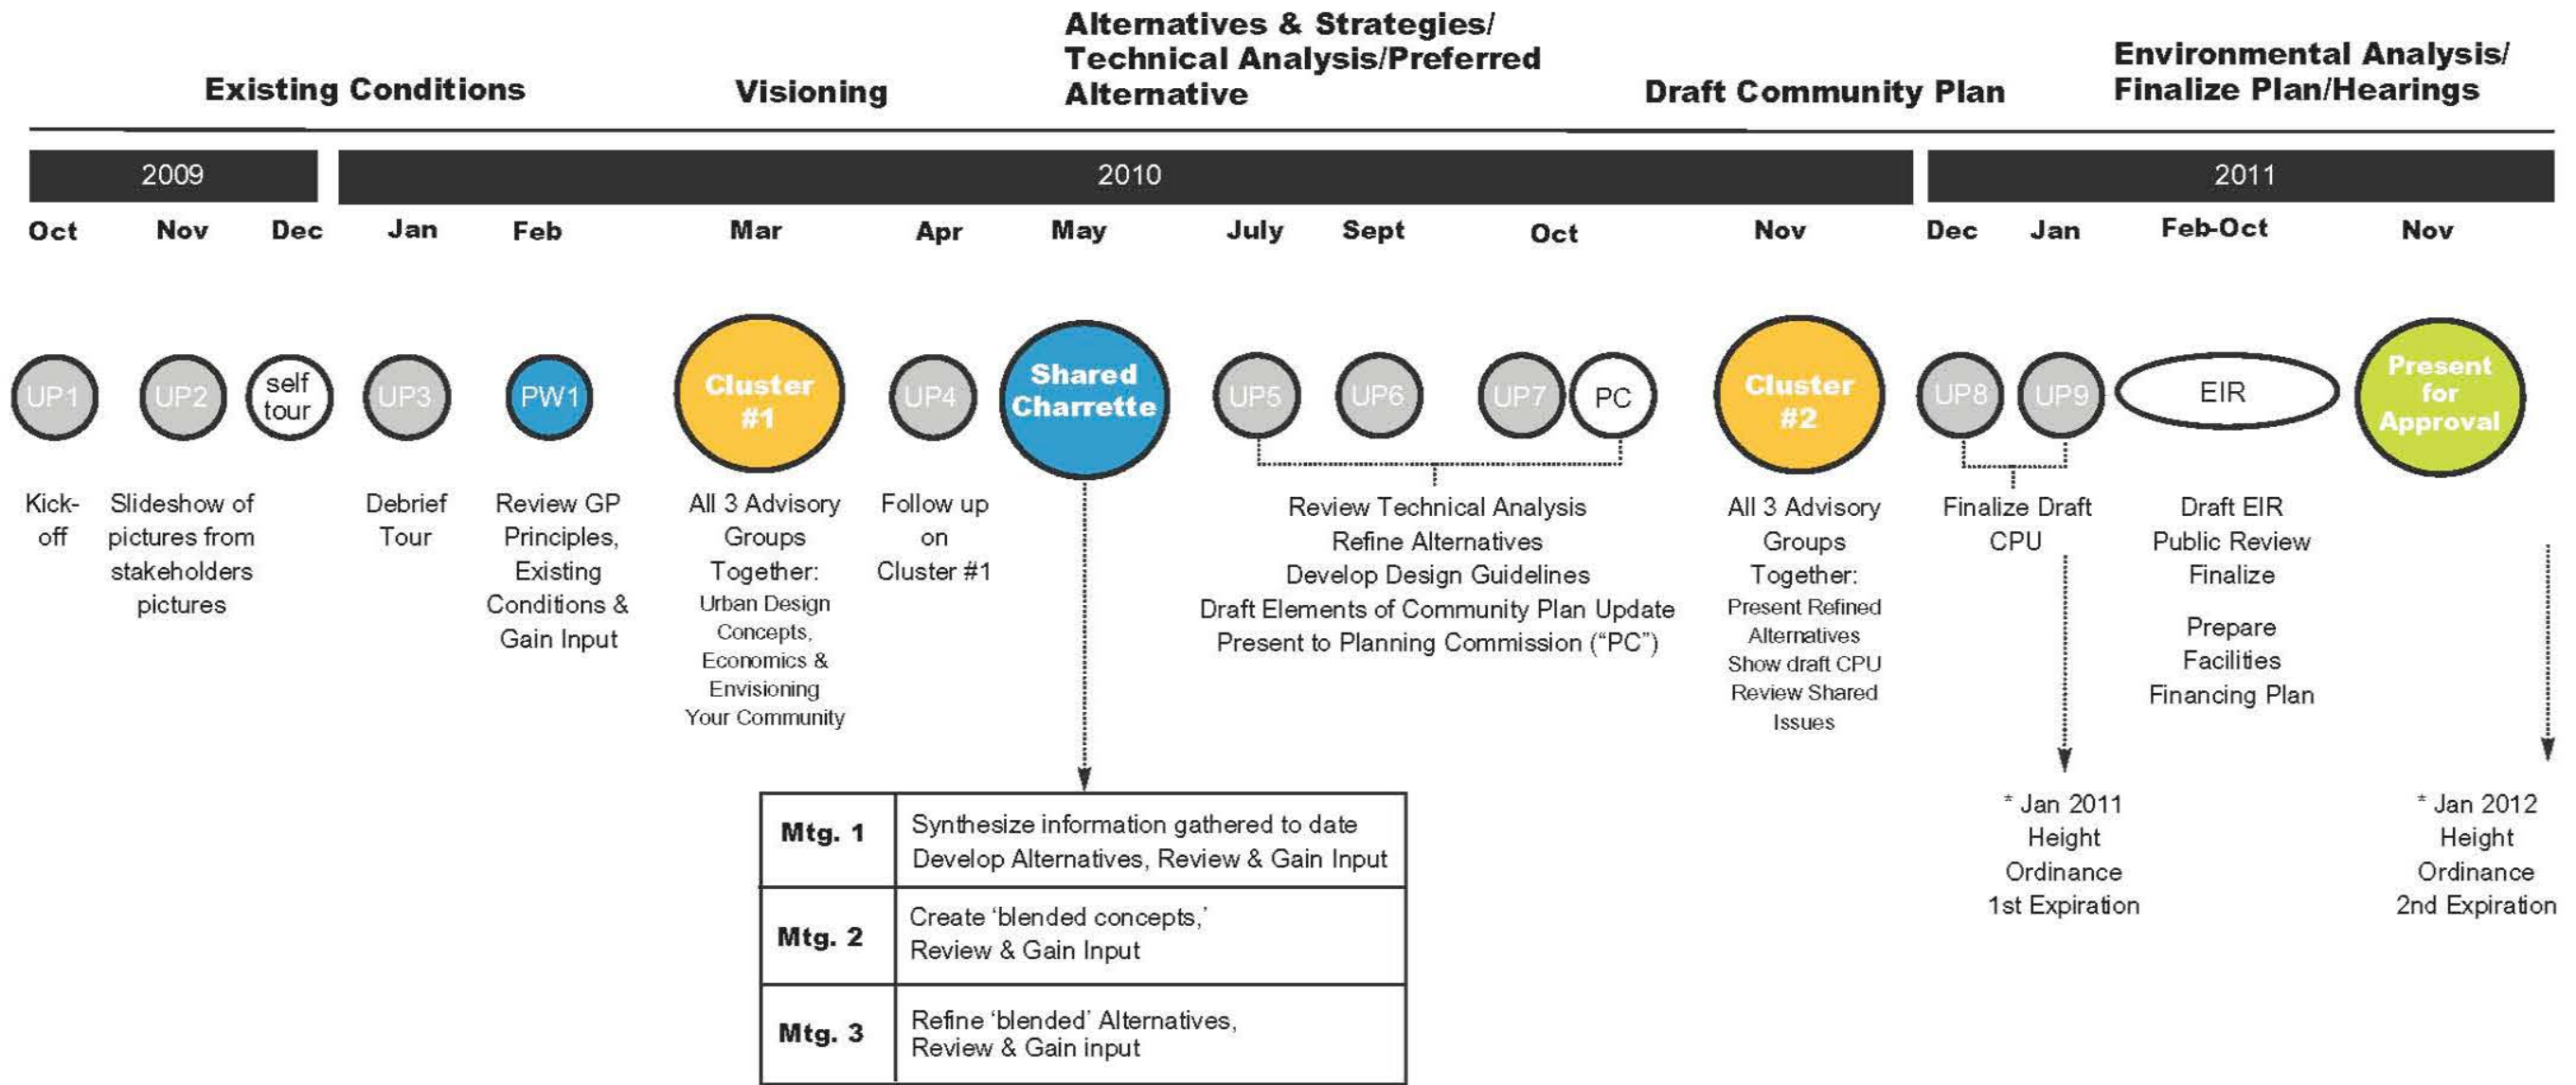 Existing Conditions
Visioning
Alternatives & Strategies/
Technical Analysis/Preferred
Alternative
Draft Community Plan
Environmental Analysis/
Finalize Plan/Hearings
2009
2010
2011
Oct
Nov
Dec
Jan
Feb
Mar
Apr
May
July
Sept
Oct
Nov
Dec
Jan
Feb-Oct
Nov
UP1
UP2
self
tour
UP3
PW1
Cluster
#1
UP4
Shared
Charrette
UP5
UP6
UP7
PC
Cluster
#2
UP8
UP9
EIR
Present
for
Approval
Kick-
off
Slideshow of
pictures from
stakeholders
pictures
Debrief
Tour
Review GP
Principles,
Existing
Conditions &
Gain Input
All 3 Advisory
Groups
Together:
Urban Design
Concepts,
Economics &
Envisioning
Your Community
Follow up
on
Cluster #1
Review Technical Analysis
Refine Alternatives
Develop Design Guidelines
Draft Elements of Community Plan Update
Present to Planning Commission (“PC”)
All 3 Advisory
Groups
Together:
Present Refined
Alternatives
Show draft CPU
Review Shared
Issues
Finalize Draft
CPU
Draft EIR
Public Review
Finalize
Prepare
Facilities
Financing Plan
Mtg. 1
Synthesize information gathered to date
Develop Alternatives, Review & Gain Input
Mtg. 2
Create ‘blended concepts,’
Review & Gain Input
Mtg. 3
Refine ‘blended’ Alternatives,
Review & Gain input
* Jan 2011
Height
Ordinance
1st Expiration
* Jan 2012
Height
Ordinance
2nd Expiration